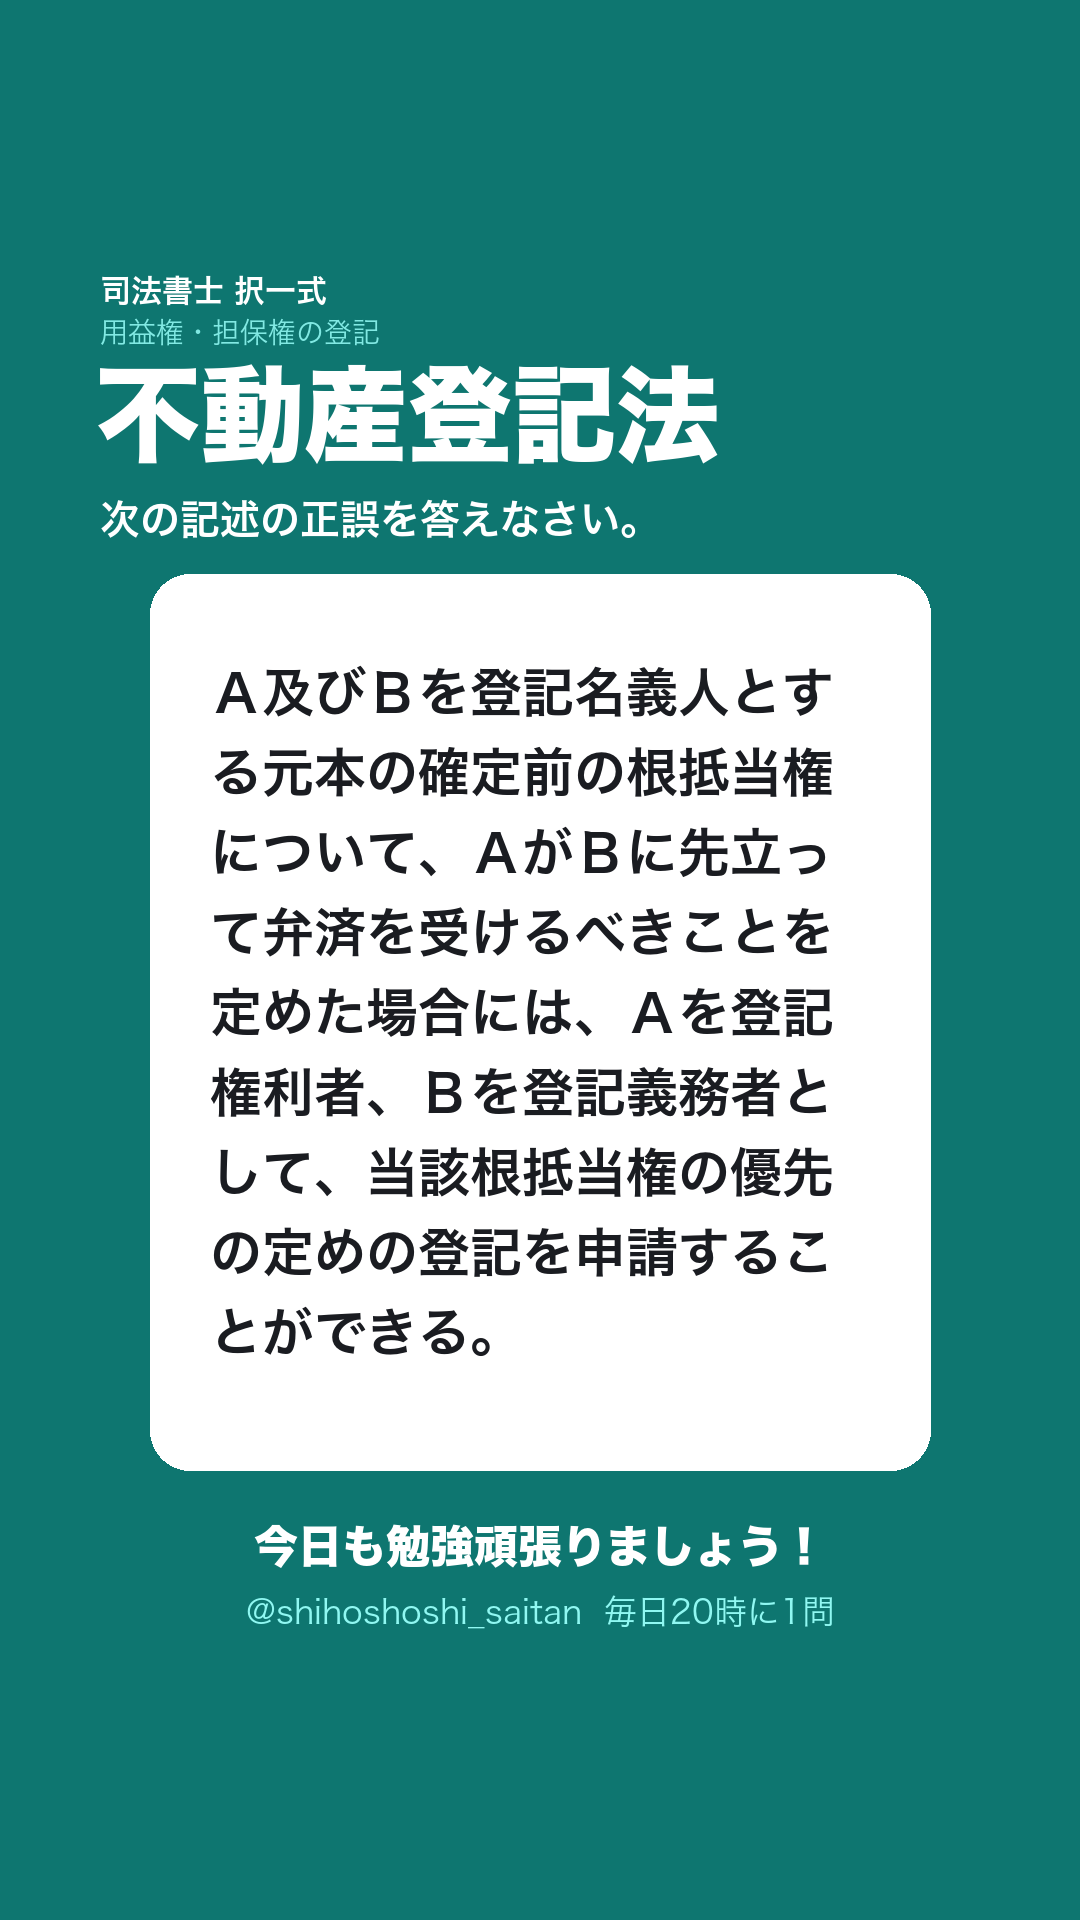 司法書士 択一式
用益権・担保権の登記
不動産登記法
次の記述の正誤を答えなさい。
Ａ及びＢを登記名義人とす
る元本の確定前の根抵当権
について、ＡがＢに先立っ
て弁済を受けるべきことを
定めた場合には、Ａを登記
権利者、Ｂを登記義務者と
して、当該根抵当権の優先
の定めの登記を申請するこ
とができる。
今日も勉強頑張りましょう！
@shihoshoshi_saitan 毎日20時に1問